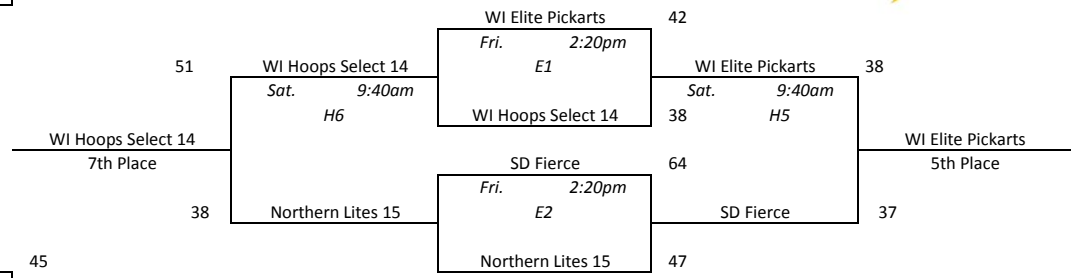 WI Elite Pickarts 42
Fri. 2:20pm
51 WI Hoops Select 14 E1 WI Elite Pickarts 38
Sat. 9:40am Sat. 9:40am
H6 WI Hoops Select 14 38 H5
WI Hoops Select 14 WI Elite Pickarts
7th Place SD Fierce 64 5th Place
Fri. 2:20pm
38 Northern Lites 15 E2 SD Fierce 37
45 Northern Lites 15 47